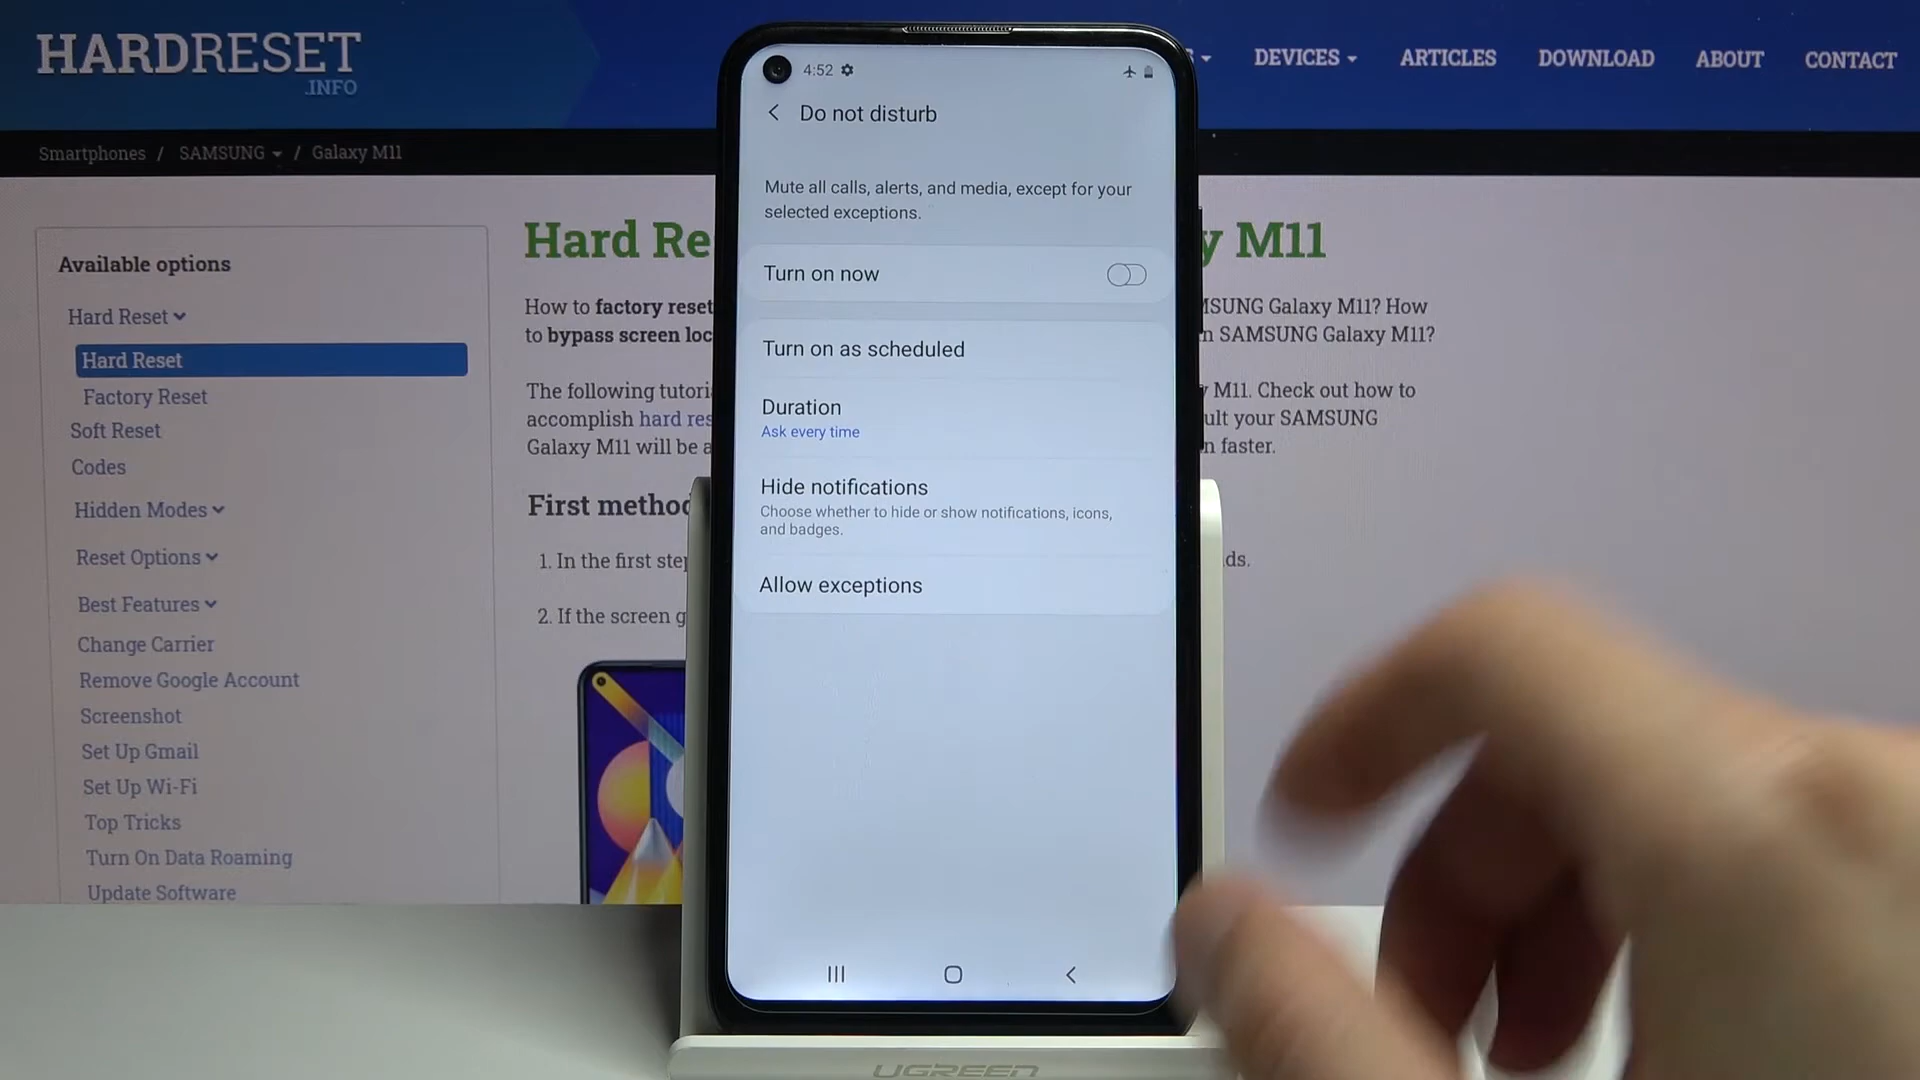 HARDRESET
.INFO
DEVICES
ARTICLES
DOWNLOAD
ABOUT
CONTACT
Smartphones / SAMSUNG / Galaxy M11
Available options
Hard Reset
Hard Reset
Factory Reset
Soft Reset
Codes
Hidden Modes
Reset Options
Best Features
Change Carrier
Remove Google Account
Screenshot
Set Up Gmail
Set Up Wi-Fi
Top Tricks
Turn On Data Roaming
Update Software
Hard Re
y M11
How to factory reset
SUNG Galaxy M11? How
to bypass screen loc
n SAMSUNG Galaxy M11?
The following tutori
M11. Check out how to
accomplish hard res
ult your SAMSUNG
Galaxy M11 will be a
n faster.
First method
1. In the first step
ds.
2. If the screen g
4:52
Do not disturb
Mute all calls, alerts, and media, except for your
selected exceptions.
Turn on now
Turn on as scheduled
Duration
Ask every time
Hide notifications
Choose whether to hide or show notifications, icons,
and badges.
Allow exceptions
UGREEN